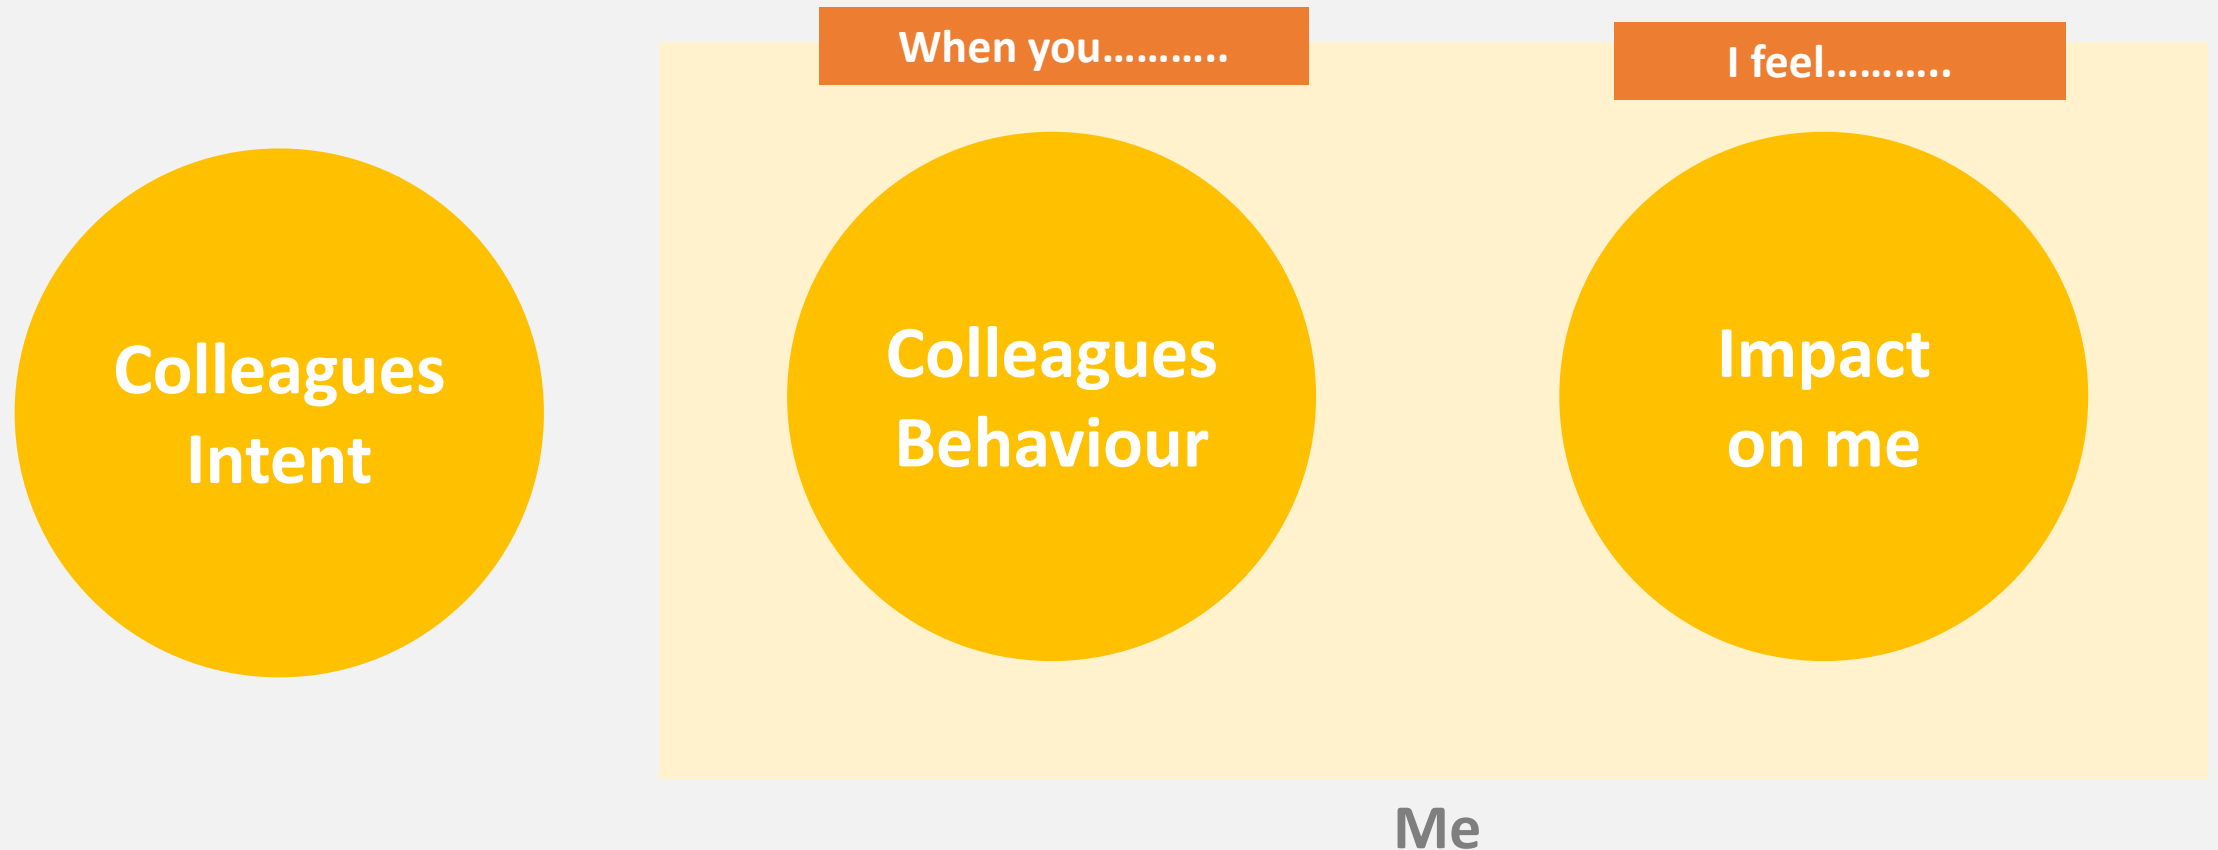 When you………..
I feel………..
Colleagues
Intent
Colleagues
Behaviour
Impact
on me
Me